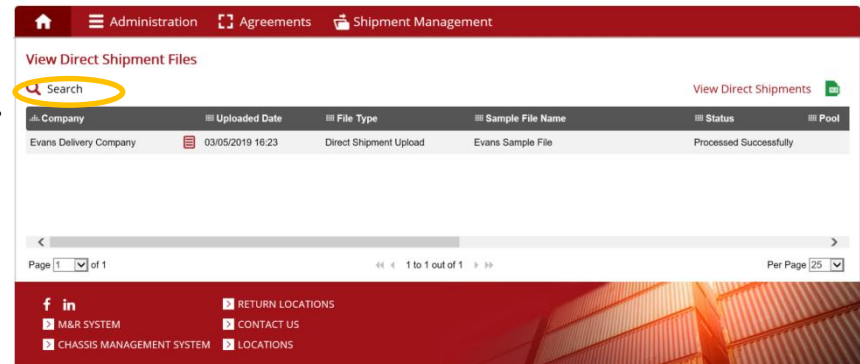 Administration Agreements Shipment Management
View Direct Shipment Files
Search View Direct Shipments
Company Uploaded Date File Type Sample File Name Status Pool
Evans Delivery Company 03/05/2019 16:23 Direct Shipment Upload Evans Sample File Processed Successfully
Page 1 of 1 1 to 1 out of 1 Per Page 25
f in RETURN LOCATIONS
M&R SYSTEM CONTACT US
CHASSIS MANAGEMENT SYSTEM LOCATIONS